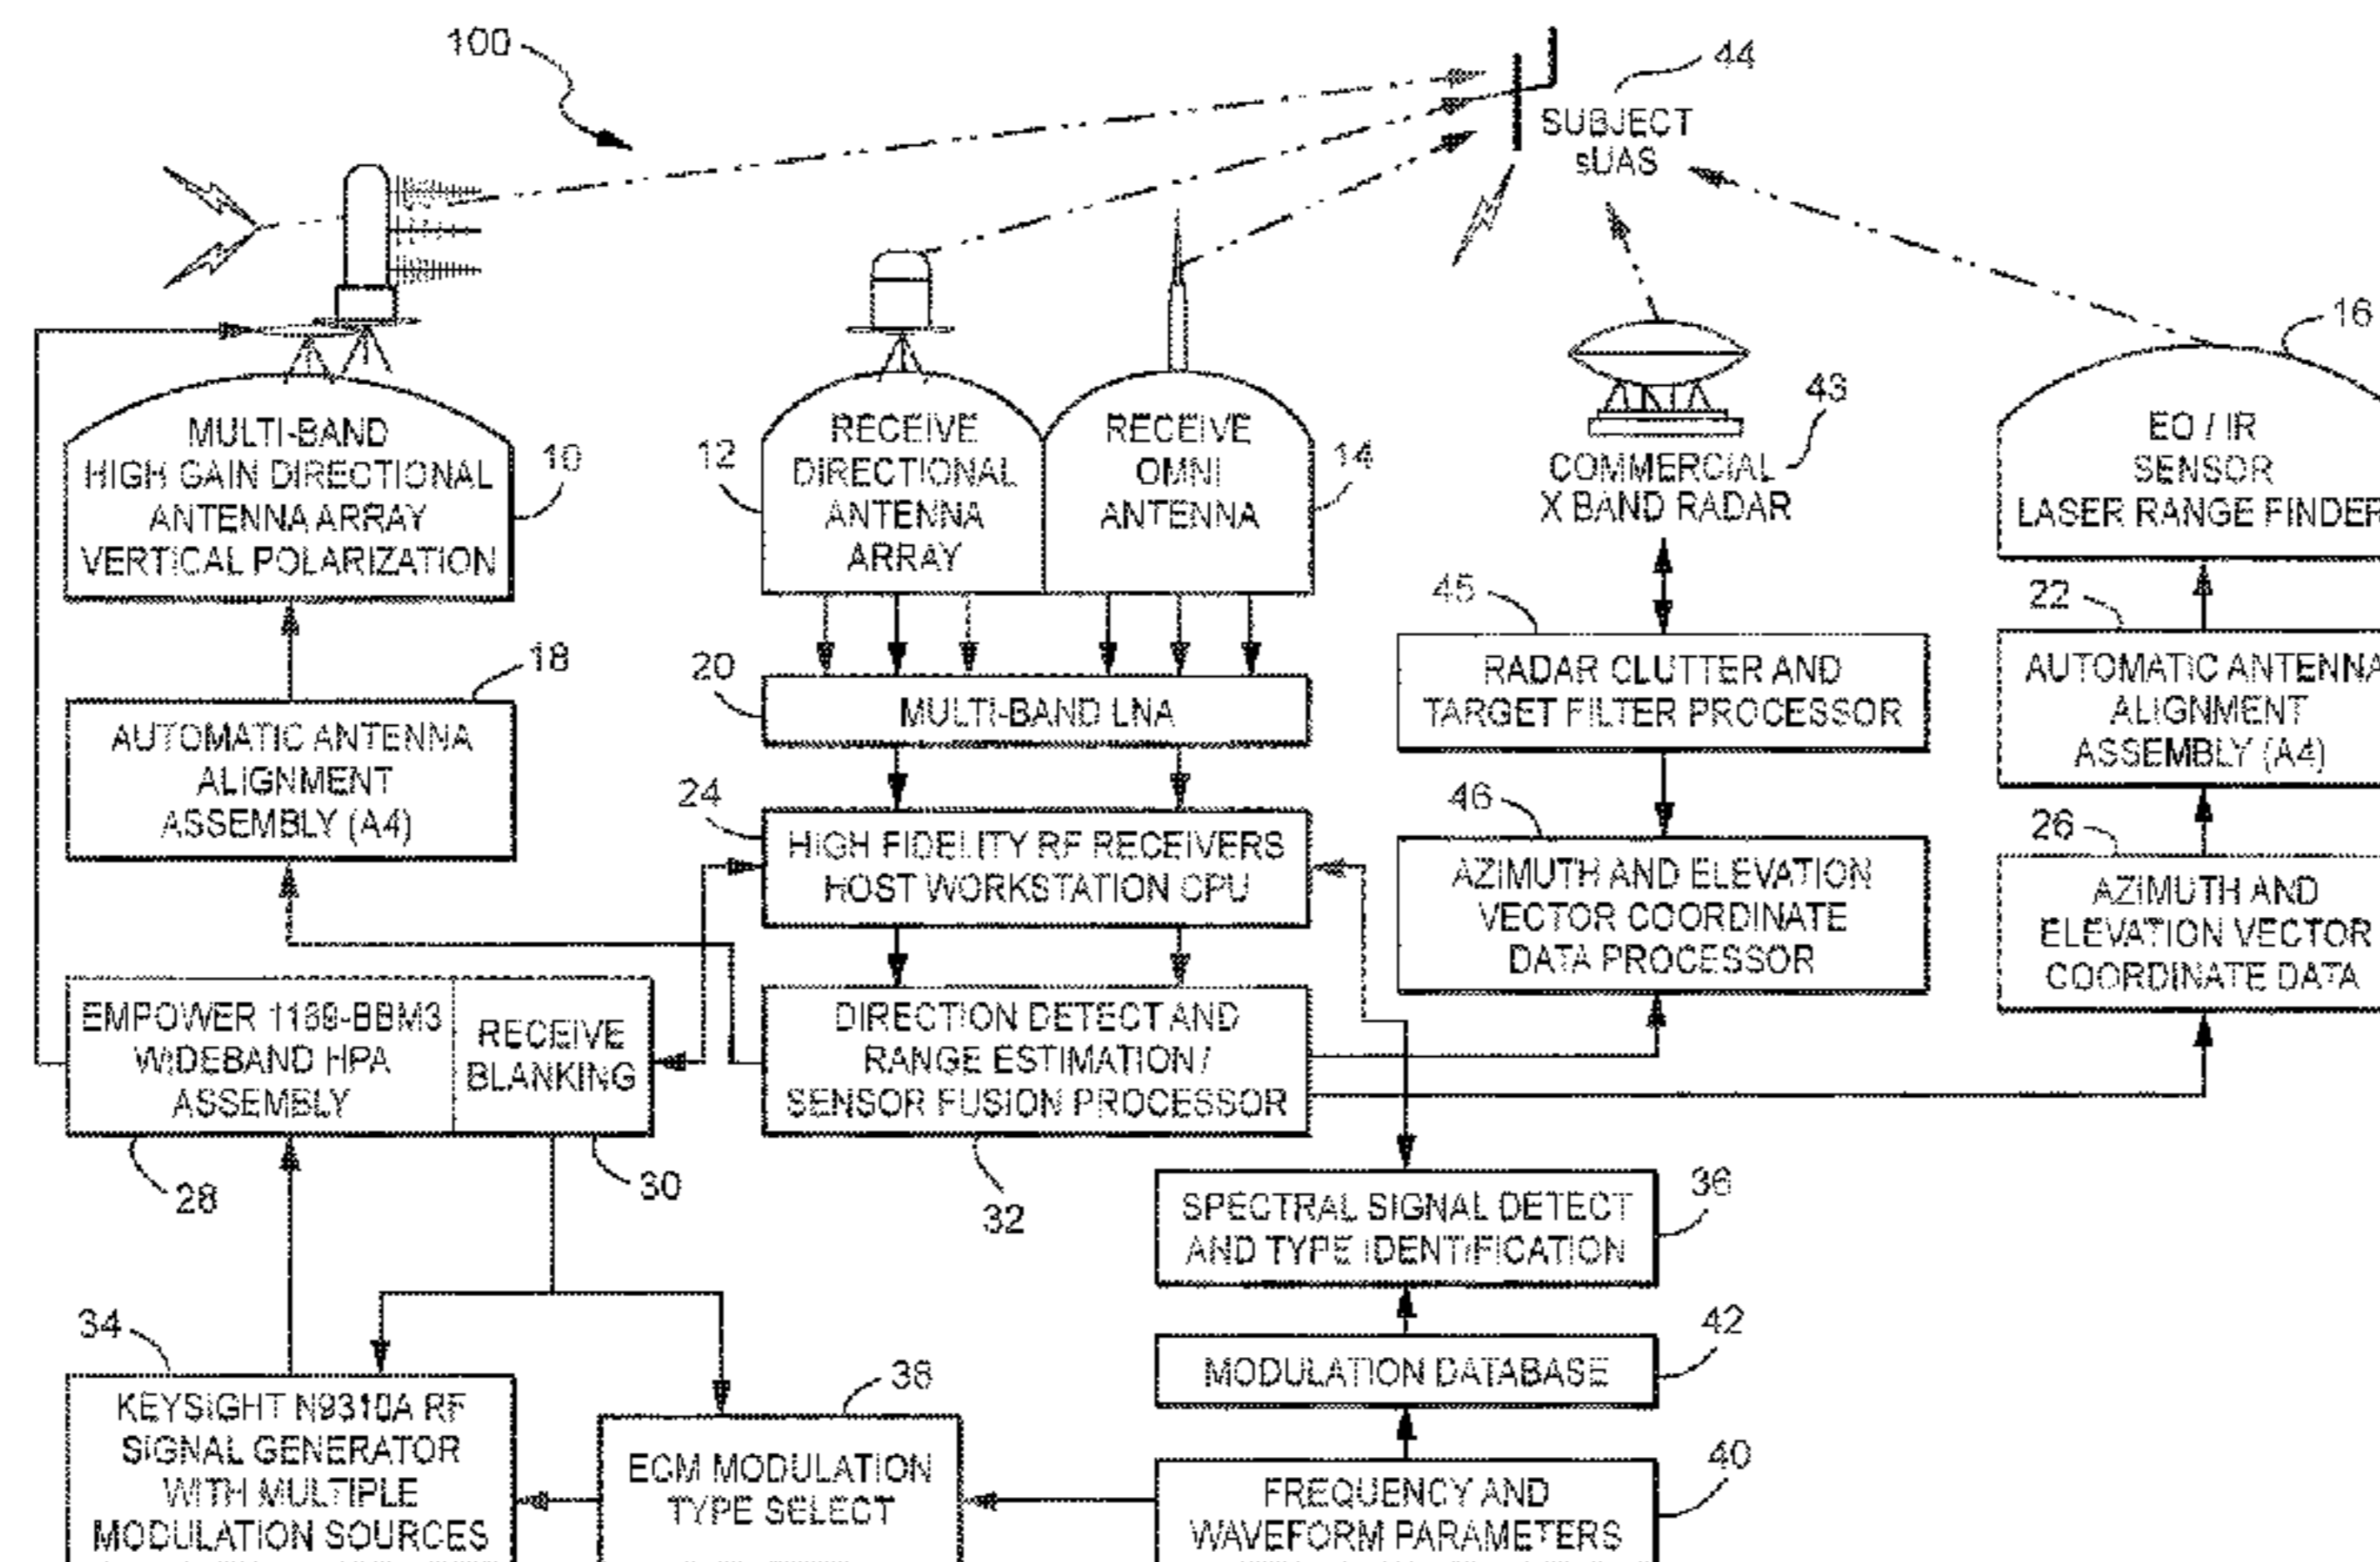 100
44
SUBJECT
sUAS
16
MULTI-BAND
HIGH GAIN DIRECTIONAL
ANTENNA ARRAY
VERTICAL POLARIZATION
10
12
RECEIVE
DIRECTIONAL
ANTENNA
ARRAY
RECEIVE
OMNI
ANTENNA
14
43
COMMERCIAL
X BAND RADAR
EO / IR
SENSOR
LASER RANGE FINDER
18
AUTOMATIC ANTENNA
ALIGNMENT
ASSEMBLY (A4)
20
MULTI-BAND LNA
45
RADAR CLUTTER AND
TARGET FILTER PROCESSOR
22
AUTOMATIC ANTENNA
ALIGNMENT
ASSEMBLY (A4)
24
HIGH FIDELITY RF RECEIVERS
HOST WORKSTATION CPU
46
AZIMUTH AND ELEVATION
VECTOR COORDINATE
DATA PROCESSOR
26
AZIMUTH AND
ELEVATION VECTOR
COORDINATE DATA
EMPOWER 1169-BBM3
WIDEBAND HPA
ASSEMBLY
RECEIVE
BLANKING
28
30
DIRECTION DETECT AND
RANGE ESTIMATION /
SENSOR FUSION PROCESSOR
32
SPECTRAL SIGNAL DETECT
AND TYPE IDENTIFICATION
36
MODULATION DATABASE
42
34
KEYSIGHT N9310A RF
SIGNAL GENERATOR
WITH MULTIPLE
MODULATION SOURCES
38
ECM MODULATION
TYPE SELECT
FREQUENCY AND
WAVEFORM PARAMETERS
40